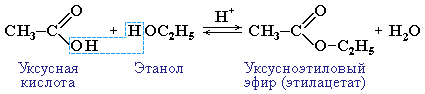 CH₃–C O OH + HOC₂H₅ H⁺ ⇌ CH₃–C O O–C₂H₅ + H₂O
Уксусная кислота
Этанол
Уксусноэтиловый эфир (этилацетат)